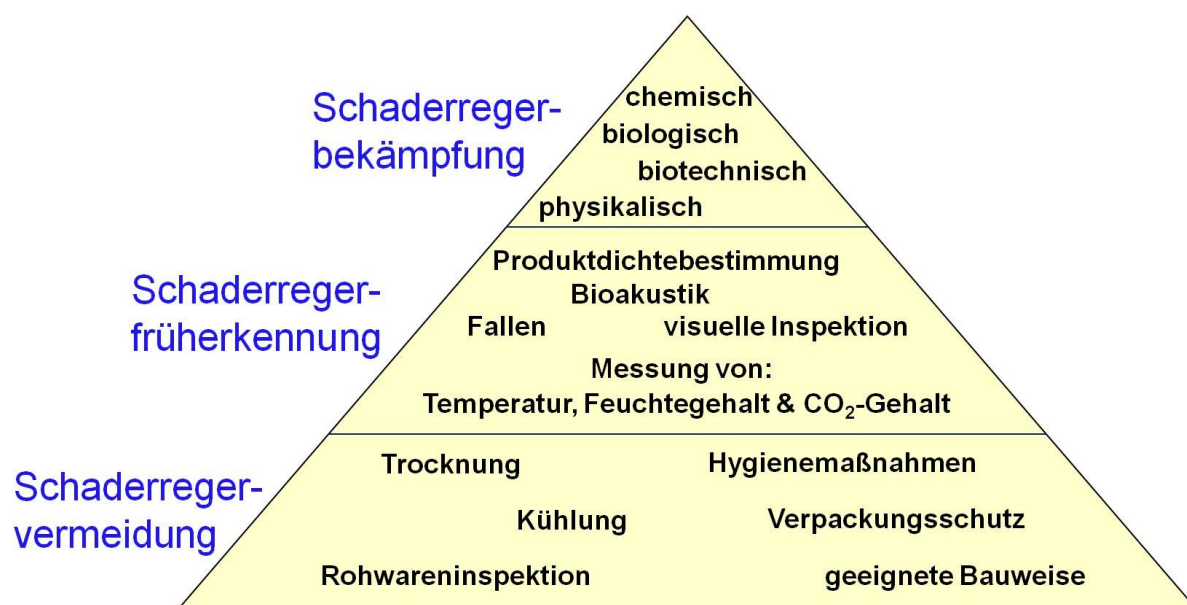 Schaderreger-
bekämpfung
chemisch
biologisch
biotechnisch
physikalisch
Schaderreger-
früherkennung
Produktdichtebestimmung
Bioakustik
Fallen visuelle Inspektion
Messung von:
Temperatur, Feuchtegehalt & CO₂-Gehalt
Schaderreger-
vermeidung
Trocknung Hygienemaßnahmen
Kühlung Verpackungsschutz
Rohwareninspektion geeignete Bauweise